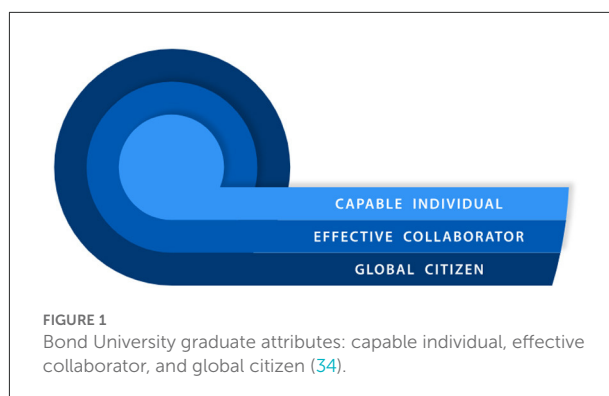 CAPABLE INDIVIDUAL
EFFECTIVE COLLABORATOR
GLOBAL CITIZEN
FIGURE 1
Bond University graduate attributes: capable individual, effective
collaborator, and global citizen (34).